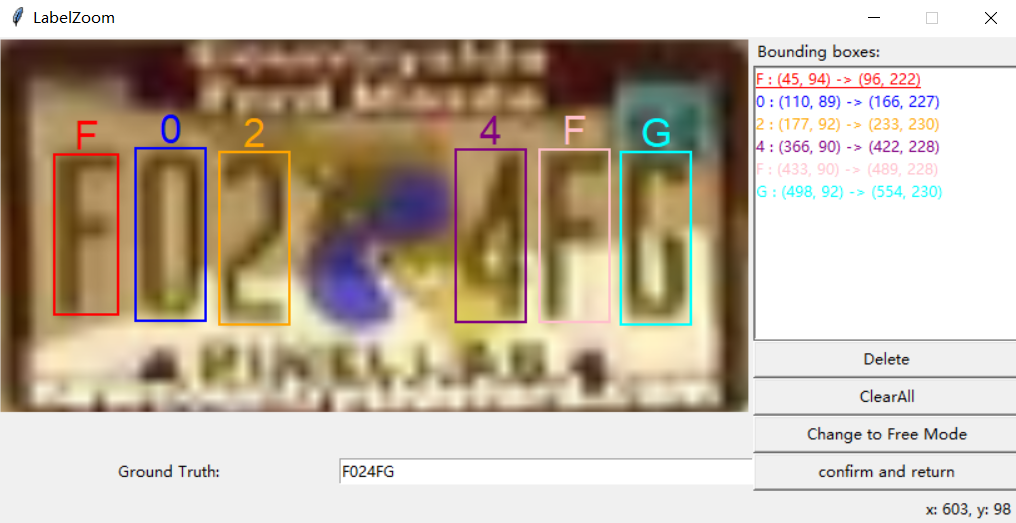 LabelZoom
Bounding boxes:
F : (45, 94) -> (96, 222)
0 : (110, 89) -> (166, 227)
2 : (177, 92) -> (233, 230)
4 : (366, 90) -> (422, 228)
F : (433, 90) -> (489, 228)
G : (498, 92) -> (554, 230)
F 0 2 4 F G
F02 4FG
PINELLAS
Delete
ClearAll
Change to Free Mode
confirm and return
Ground Truth: F024FG
x: 603, y: 98